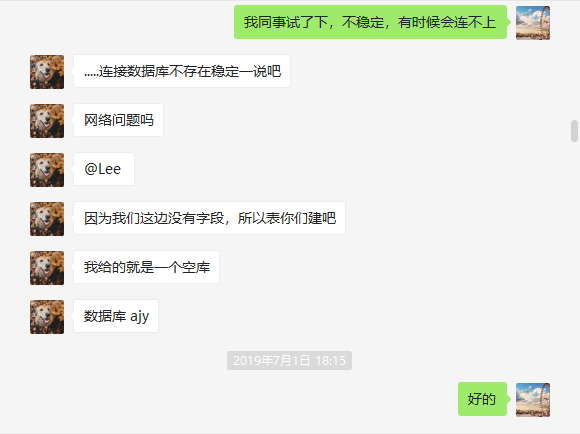 我同事试了下，不稳定，有时候会连不上
.....连接数据库不存在稳定一说吧
网络问题吗
@Lee
因为我们这边没有字段，所以表你们建吧
我给的就是一个空库
数据库 ajy
2019年7月1日 18:15
好的